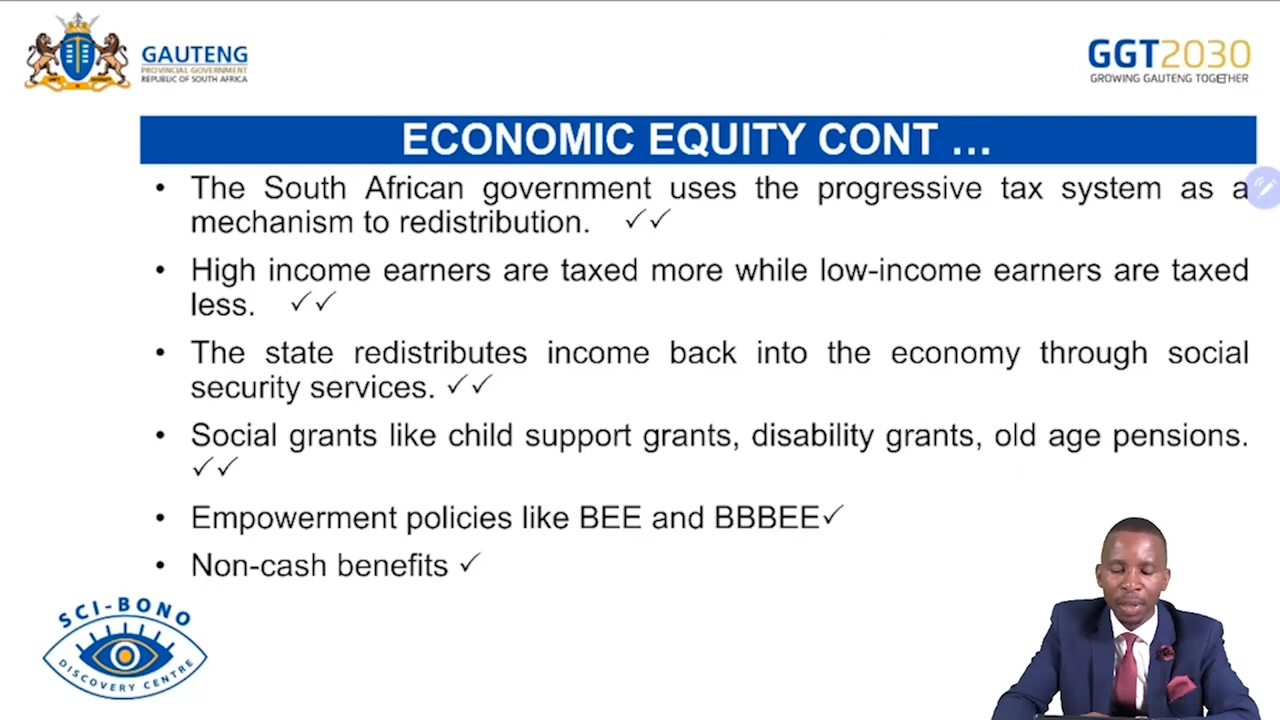 GAUTENG
PROVINCIAL GOVERNMENT
REPUBLIC OF SOUTH AFRICA
GGT2030
GROWING GAUTENG TOGETHER
ECONOMIC EQUITY CONT …
• The South African government uses the progressive tax system as a
mechanism to redistribution. ✓✓
• High income earners are taxed more while low-income earners are taxed
less. ✓✓
• The state redistributes income back into the economy through social
security services. ✓✓
• Social grants like child support grants, disability grants, old age pensions.
✓✓
• Empowerment policies like BEE and BBBEE✓
• Non-cash benefits ✓
SCI-BONO
DISCOVERY CENTRE